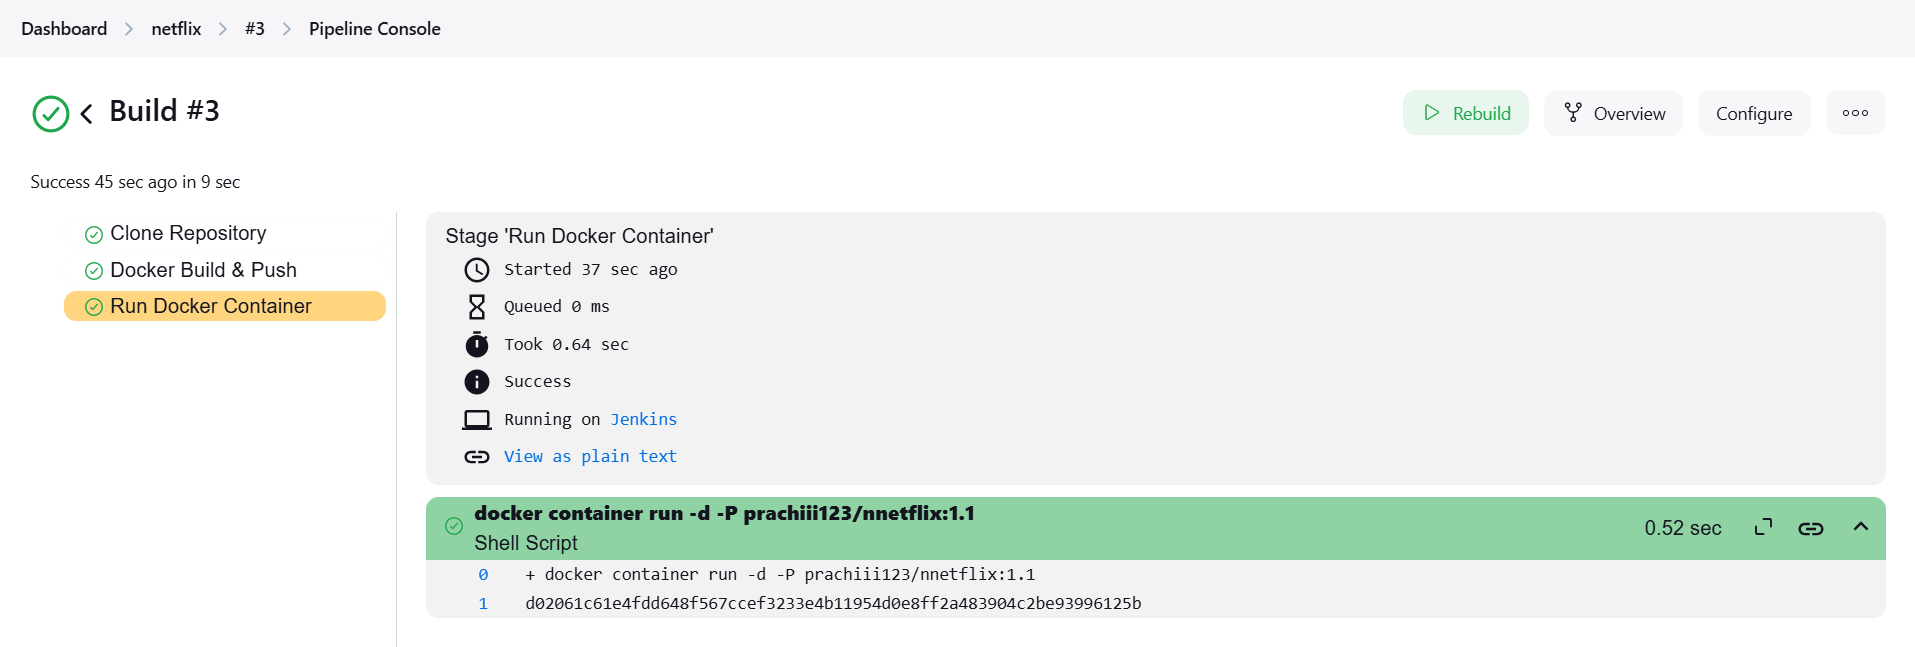 Dashboard > netflix > #3 > Pipeline Console
Build #3
Rebuild
Overview
Configure
Success 45 sec ago in 9 sec
Clone Repository
Docker Build & Push
Run Docker Container
Stage 'Run Docker Container'
Started 37 sec ago
Queued 0 ms
Took 0.64 sec
Success
Running on Jenkins
View as plain text
docker container run -d -P prachiii123/nnetflix:1.1
Shell Script
0.52 sec
0 + docker container run -d -P prachiii123/nnetflix:1.1
1 d02061c61e4fdd648f567ccef3233e4b11954d0e8ff2a483904c2be93996125b